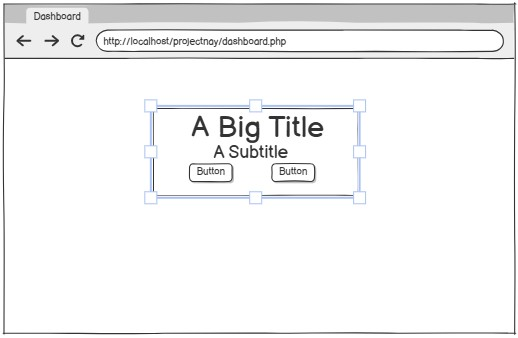 Dashboard
http://localhost/projectnay/dashboard.php
A Big Title
A Subtitle
Button Button